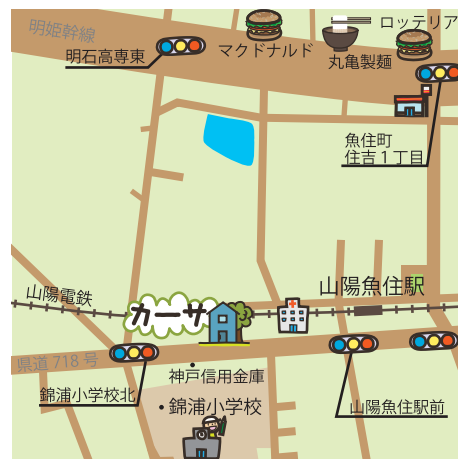 明姫幹線
明石高専東
マクドナルド
丸亀製麺
ロッテリア
魚住町
住吉1丁目
山陽電鉄
カーサ
山陽魚住駅
県道718号
神戸信用金庫
錦浦小学校北
・錦浦小学校
山陽魚住駅前